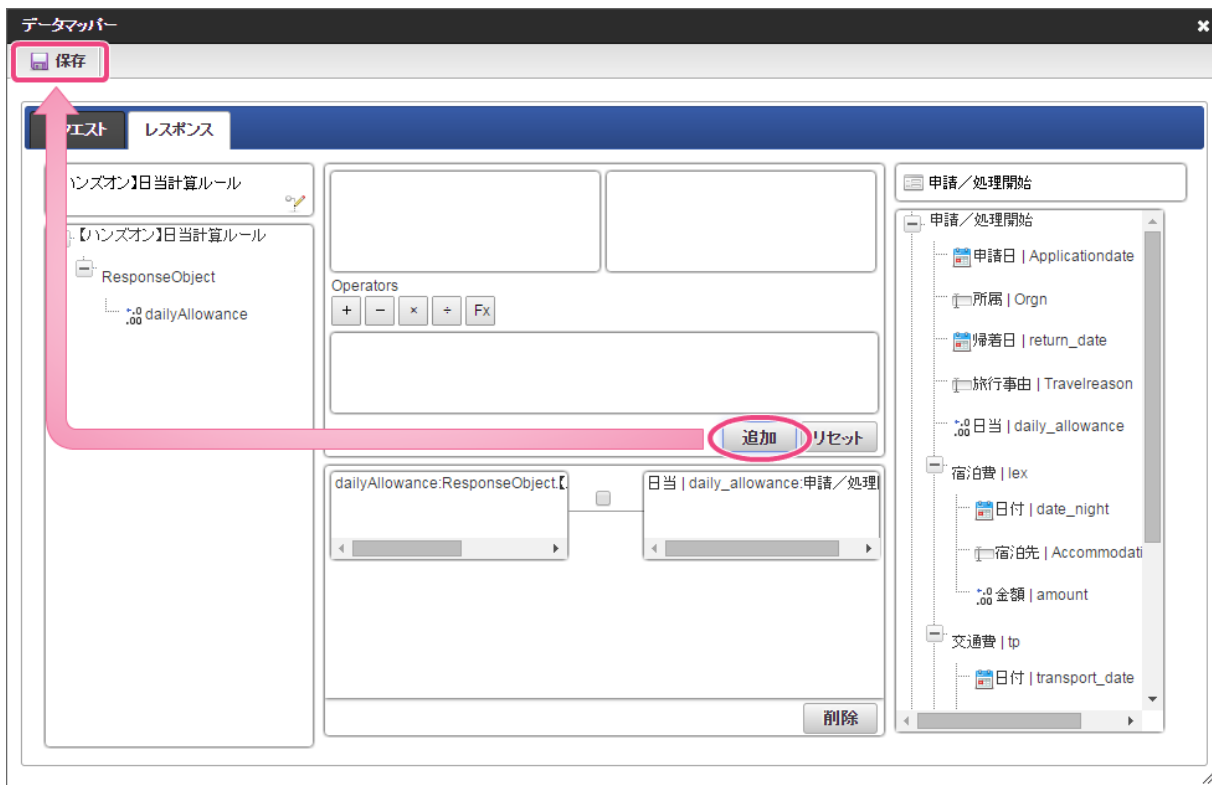 データマッパー
保存
クエスト
レスポンス
ハンズオン】日当計算ルール
【ハンズオン】日当計算ルール
ResponseObject
dailyAllowance
Operators
+ − × ÷ Fx
追加
リセット
dailyAllowance:ResponseObject.【.
日当 | daily_allowance:申請／処理
削除
申請／処理開始
申請／処理開始
申請日 | Applicationdate
所属 | Orgn
帰着日 | return_date
旅行事由 | Travelreason
日当 | daily_allowance
宿泊費 | lex
日付 | date_night
宿泊先 | Accommodati
金額 | amount
交通費 | tp
日付 | transport_date